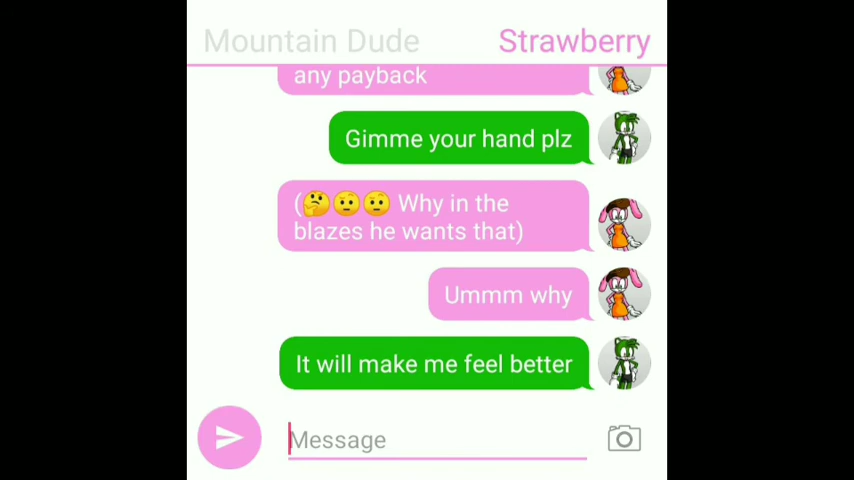 Mountain Dude Strawberry
any payback
Gimme your hand plz
(🤔🤨🤨 Why in the
blazes he wants that)
Ummm why
It will make me feel better
Message